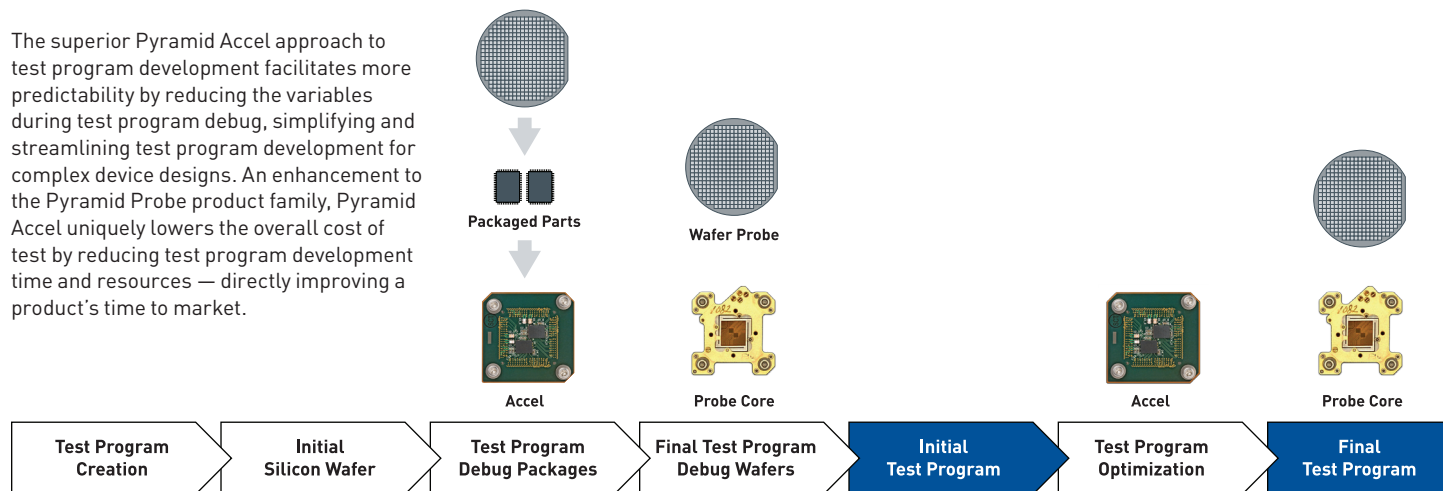 The superior Pyramid Accel approach to
test program development facilitates more
predictability by reducing the variables
during test program debug, simplifying and
streamlining test program development for
complex device designs. An enhancement to
the Pyramid Probe product family, Pyramid
Accel uniquely lowers the overall cost of
test by reducing test program development
time and resources — directly improving a
product’s time to market.
Packaged Parts
Wafer Probe
Accel
Probe Core
Accel
Probe Core
Test Program
Creation
Initial
Silicon Wafer
Test Program
Debug Packages
Final Test Program
Debug Wafers
Initial
Test Program
Test Program
Optimization
Final
Test Program